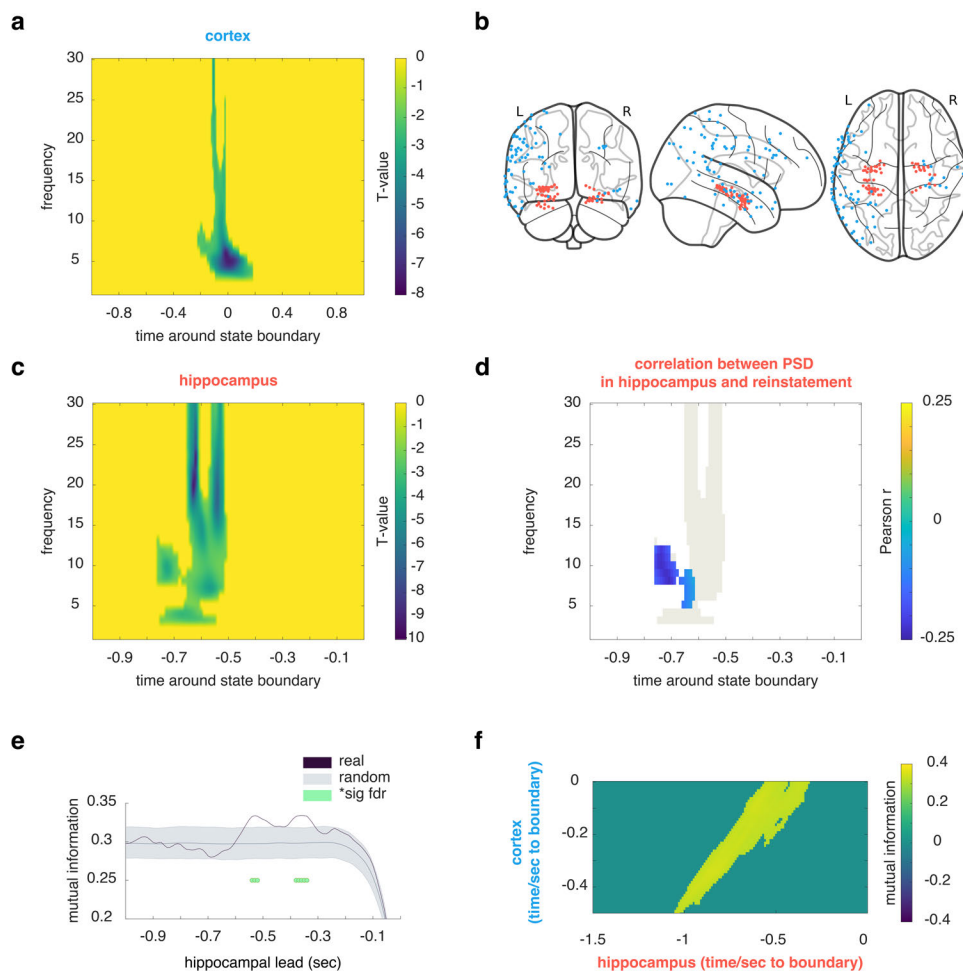 a
cortex
frequency
30
25
20
15
10
5
-0.8 -0.4 0 0.4 0.8
time around state boundary
0
-1
-2
-3
-4
-5
-6
-7
-8
T-value
b
L R
L
R
c
hippocampus
frequency
30
25
20
15
10
5
-0.9 -0.7 -0.5 -0.3 -0.1
time around state boundary
0
-1
-2
-3
-4
-5
-6
-7
-8
-9
10
T-value
d
correlation between PSD
in hippocampus and reinstatement
frequency
30
25
20
15
10
5
-0.9 -0.7 -0.5 -0.3 -0.1
time around state boundary
0.25
0
-0.25
Pearson r
e
real
random
*sig fdr
mutual information
0.35
0.3
0.25
0.2
-0.9 -0.7 -0.5 -0.3 -0.1
hippocampal lead (sec)
f
cortex
(time/sec to boundary)
0
-0.2
-0.4
-1.5 -1 -0.5 0
hippocampus (time/sec to boundary)
0.4
0.2
0
-0.2
-0.4
mutual information